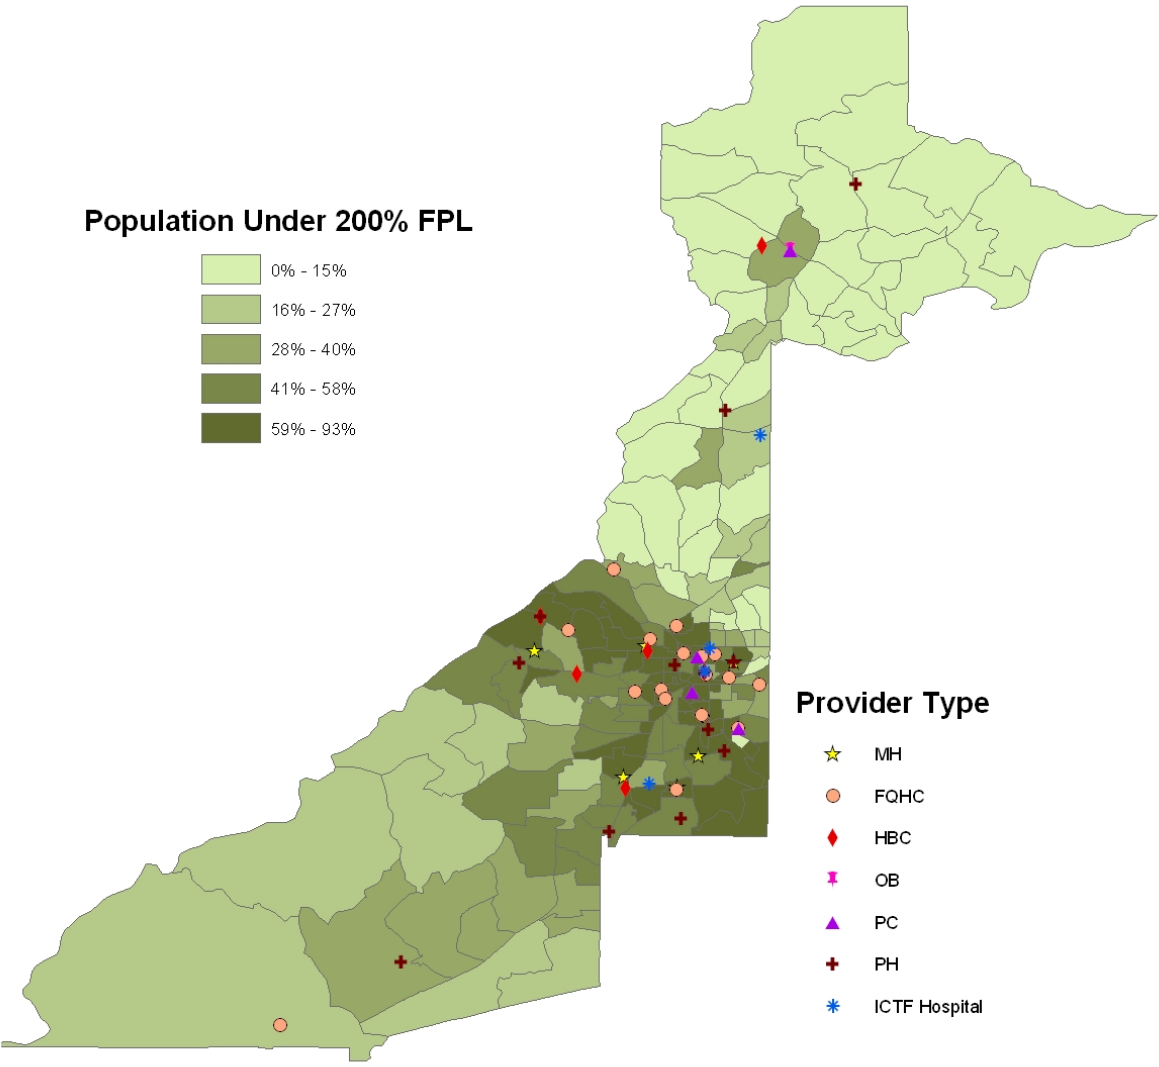 Population Under 200% FPL
0% - 15%
16% - 27%
28% - 40%
41% - 58%
59% - 93%
Provider Type
MH
FQHC
HBC
OB
PC
PH
ICTF Hospital